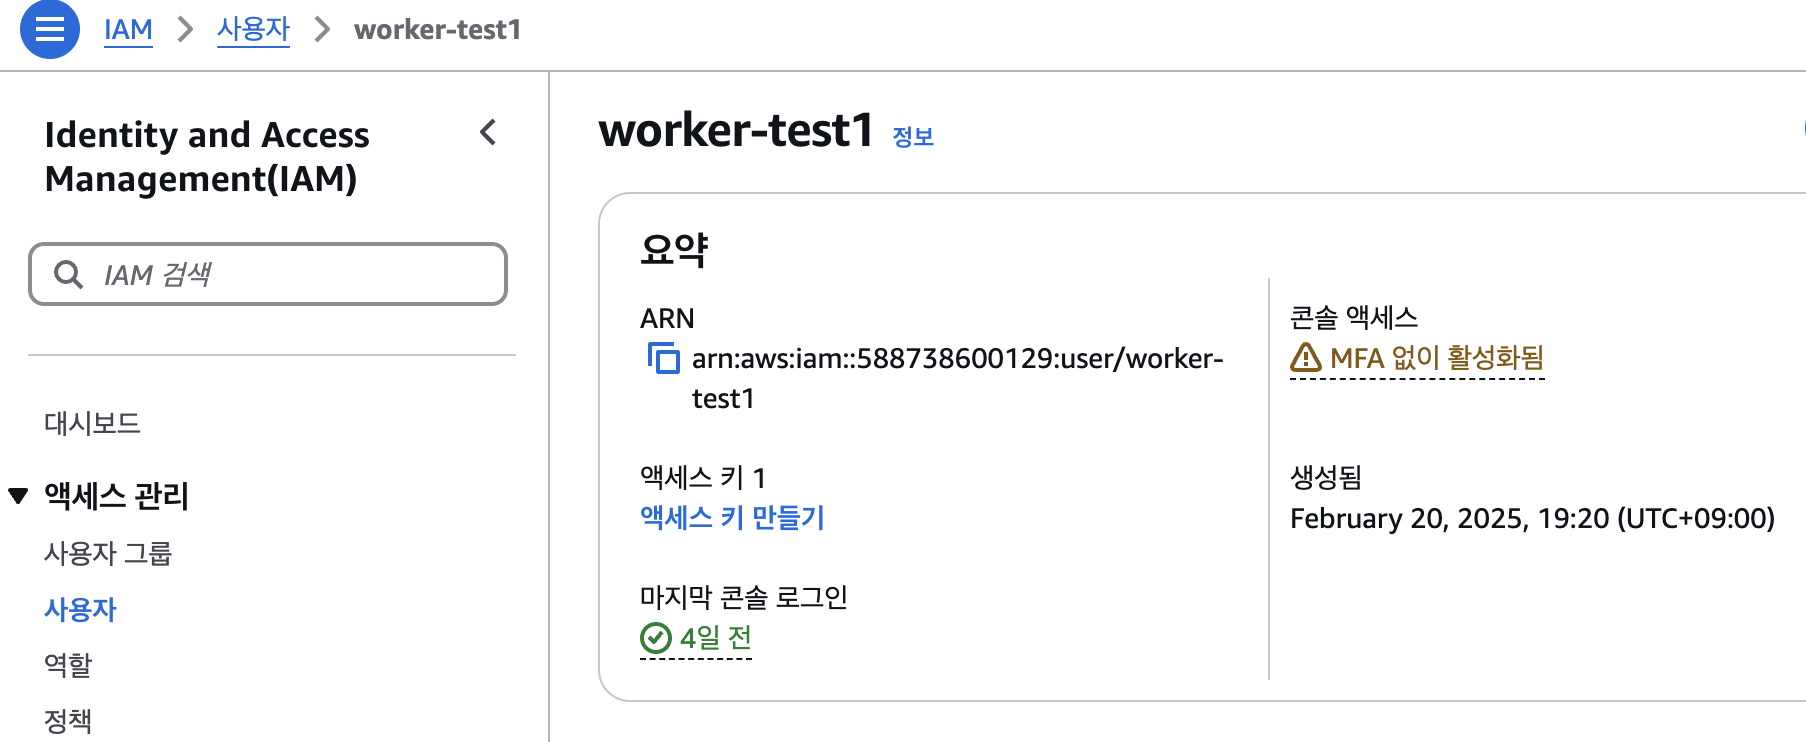 IAM > 사용자 > worker-test1
Identity and Access
Management(IAM)
IAM 검색
대시보드
액세스 관리
사용자 그룹
사용자
역할
정책
worker-test1 정보
요약
ARN
arn:aws:iam::588738600129:user/worker-
test1
액세스 키 1
액세스 키 만들기
마지막 콘솔 로그인
4일 전
콘솔 액세스
MFA 없이 활성화됨
생성됨
February 20, 2025, 19:20 (UTC+09:00)